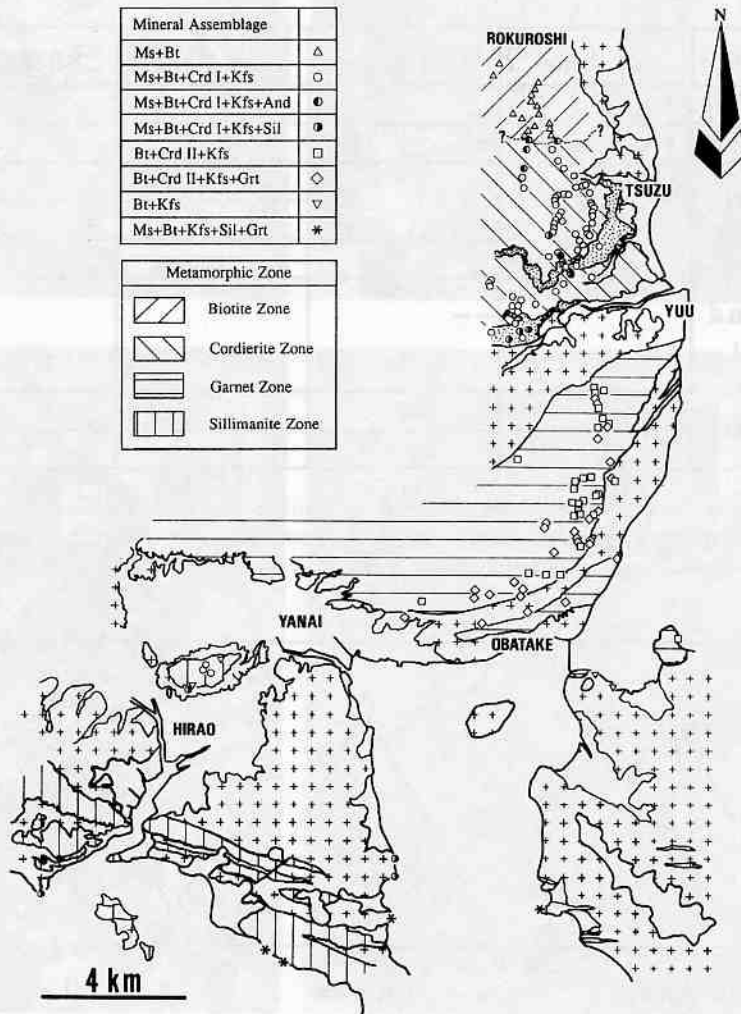 Mineral Assemblage
Ms+Bt
Ms+Bt+Crd I+Kfs
Ms+Bt+Crd I+Kfs+And
Ms+Bt+Crd I+Kfs+Sil
Bt+Crd II+Kfs
Bt+Crd II+Kfs+Grt
Bt+Kfs
Ms+Bt+Kfs+Sil+Grt
Metamorphic Zone
Biotite Zone
Cordierite Zone
Garnet Zone
Sillimanite Zone
N
ROKUROSHI
? ?
TSUZU
YUU
YANAI
OBATAKE
HIRAO
4 km